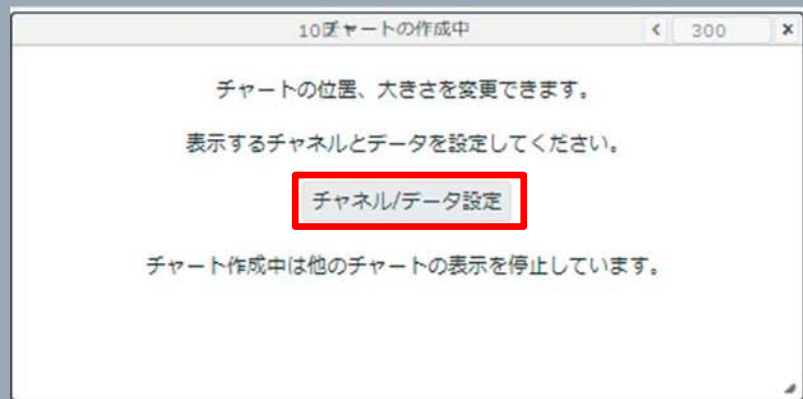 チャートの作成中
< 300 x
チャートの位置、大きさを変更できます。
表示するチャネルとデータを設定してください。
チャネル/データ設定
チャート作成中は他のチャートの表示を停止しています。